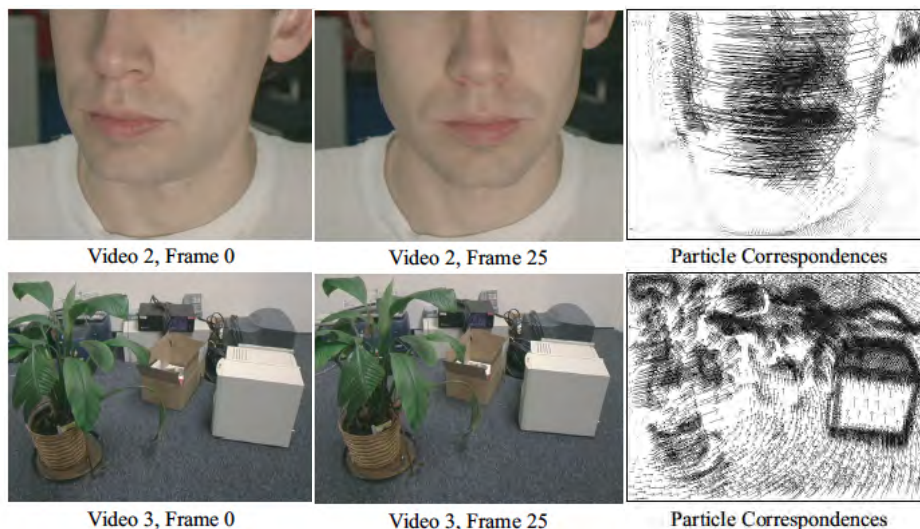 Video 2, Frame 0
Video 2, Frame 25
Particle Correspondences
Video 3, Frame 0
Video 3, Frame 25
Particle Correspondences